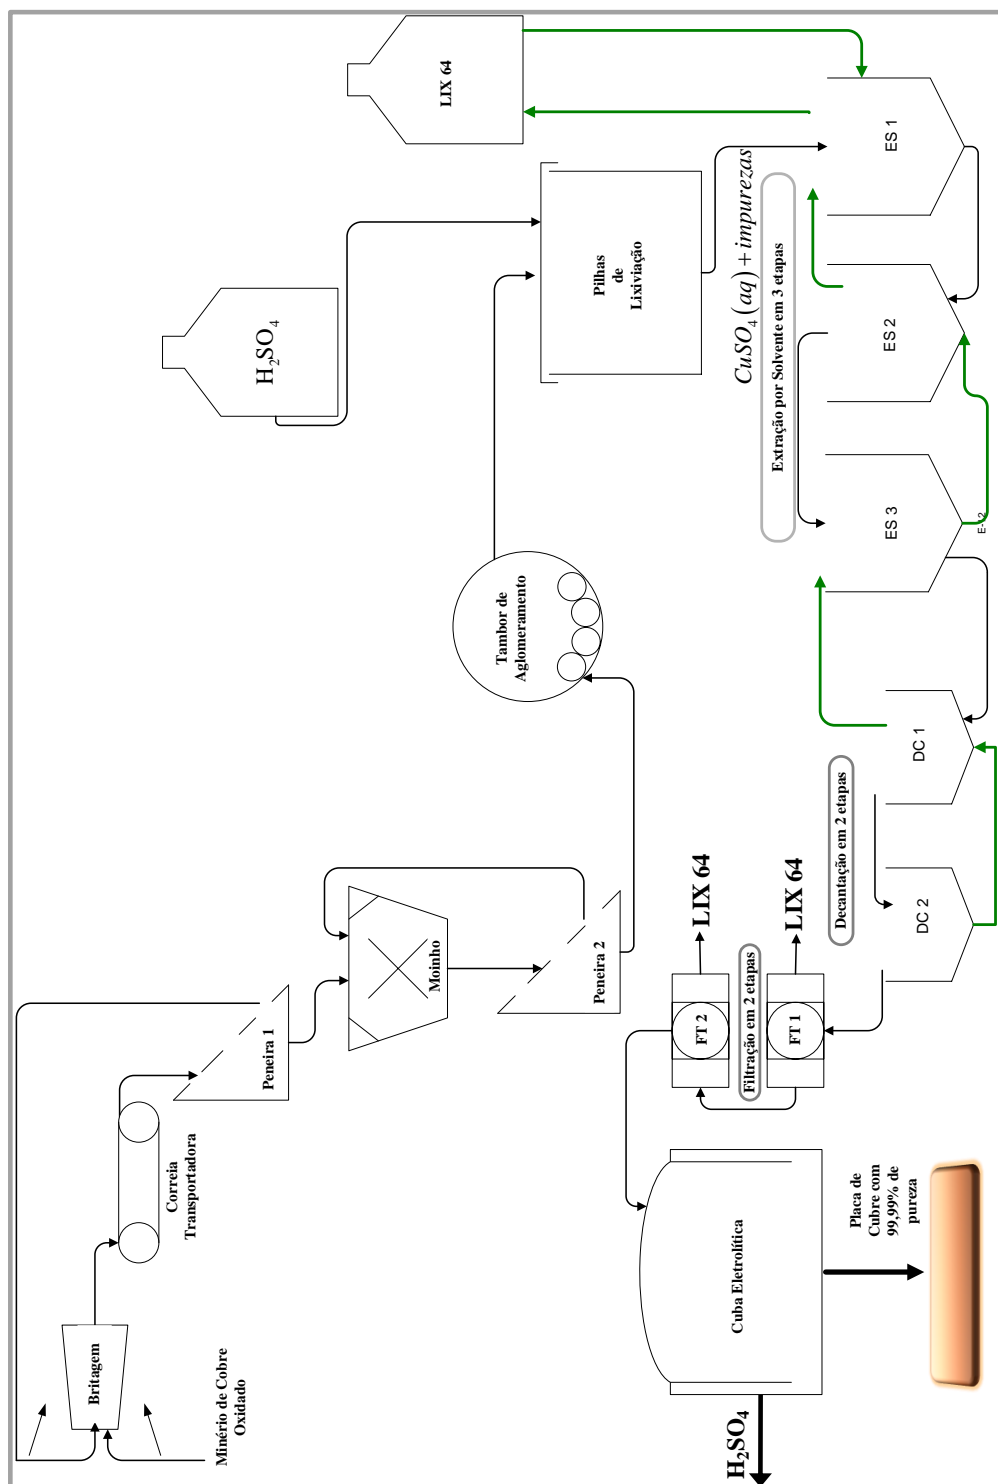 Minério de Cobre
Oxidado
Britagem
Correia
Transportadora
Peneira 1
Moinho
Peneira 2
Tambor de
Aglomeramento
H₂SO₄
Pilhas
de
Lixiviação
LIX 64
CuSO₄(aq)+impurezas
Extração por Solvente em 3 etapas
ES 1
ES 2
ES 3
E-12
DC 1
Decantação em 2 etapas
DC 2
LIX 64
LIX 64
FT 2
Filtração em 2 etapas
FT 1
Cuba Eletrolítica
H₂SO₄
Placa de
Cubre com
99,99% de
pureza